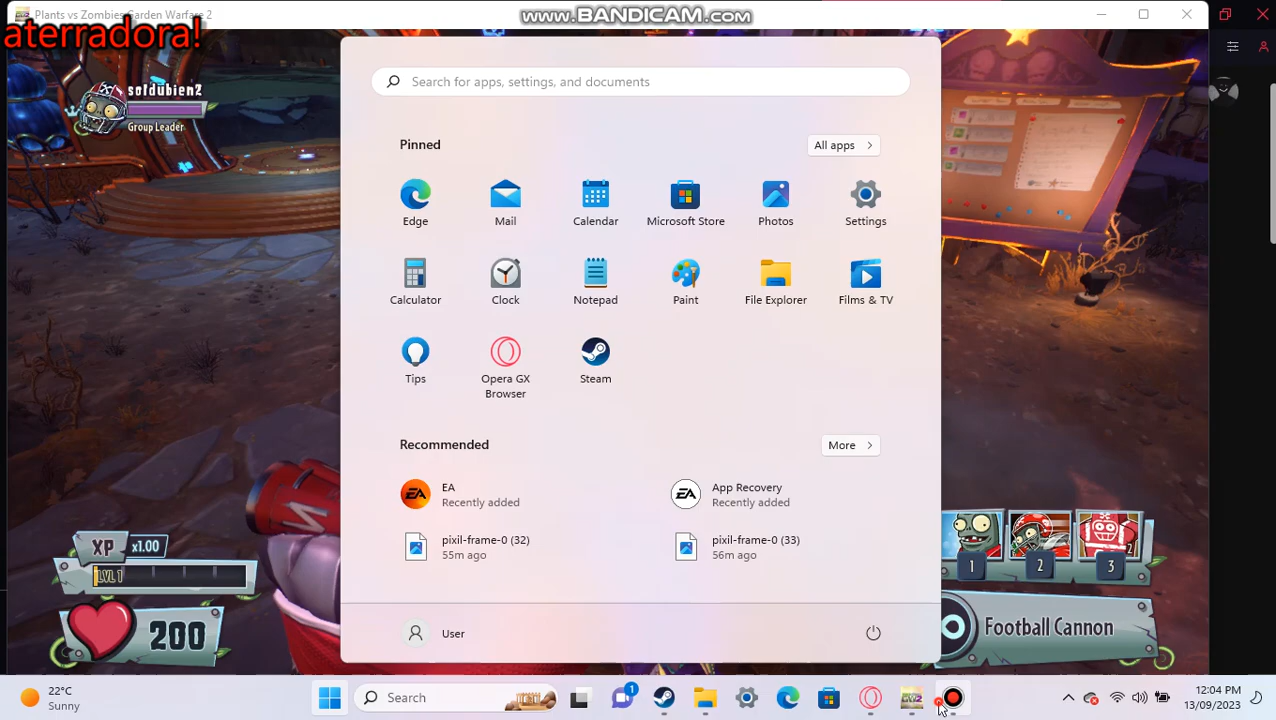 Plants vs Zombies Garden Warfare 2
www.BANDICAM.com
aterradora!
sofdubien2
Group Leader
Search for apps, settings, and documents
Pinned
All apps
Edge
Mail
Calendar
Microsoft Store
Photos
Settings
Calculator
Clock
Notepad
Paint
File Explorer
Films & TV
Tips
Opera GX
Browser
Steam
Recommended
More
EA
Recently added
App Recovery
Recently added
pixil-frame-0 (32)
55m ago
pixil-frame-0 (33)
56m ago
User
XP x1.00
LVL 1
200
2
1 2 3
Football Cannon
22°C
Sunny
Search
1
GW2
12:04 PM
13/09/2023